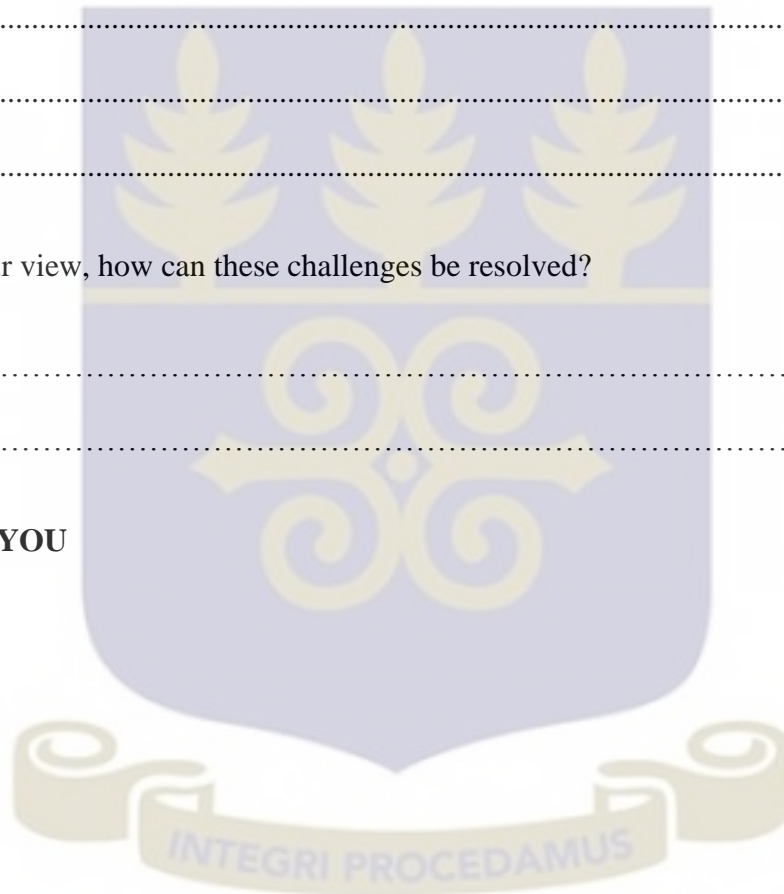 ................................................................................
................................................................................
................................................................................
r view, how can these challenges be resolved?
................................................................................
................................................................................
YOU
INTEGRI PROCEDAMUS